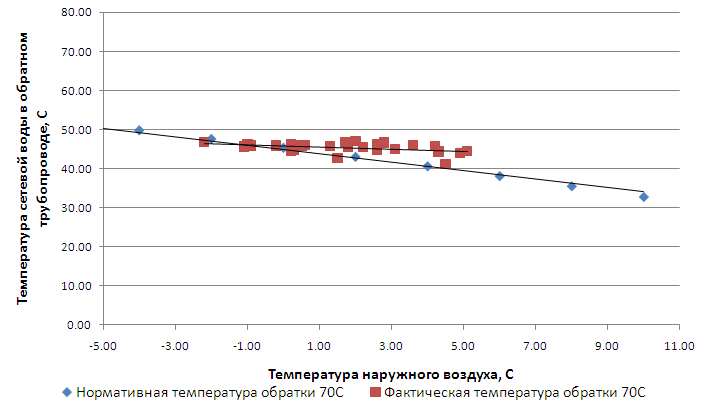 80.00
70.00
60.00
50.00
40.00
30.00
20.00
10.00
0.00
Температура сетевой воды в обратном
трубопроводе, С
-5.00 -3.00 -1.00 1.00 3.00 5.00 7.00 9.00 11.00
Температура наружного воздуха, С
Нормативная температура обратки 70С Фактическая температура обратки 70С